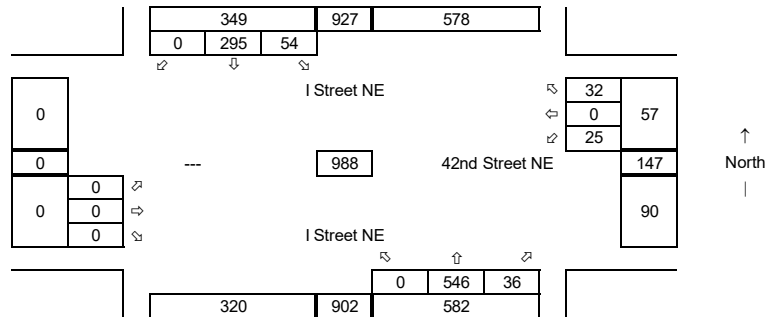 349 927 578
0 295 54
⬃ ⇩ ⬂
I Street NE ⬁ 32
0 ⇦ 0 57
⬃ 25 ↑
0 --- 988 42nd Street NE 147 North
0 ⬀ |
0 0 ⇨ 90
0 ⬂ I Street NE
⬁ ⇧ ⬀
0 546 36
320 902 582